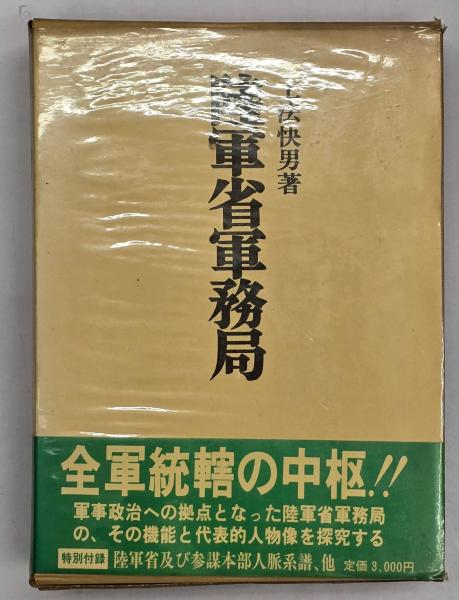 上法快男著
陸軍省軍務局
全軍統轄の中枢!!
軍事政治への拠点となった陸軍省軍務局
の、その機能と代表的人物像を探究する
特別付録 陸軍省及び参謀本部人脈系譜、他 定価3,000円